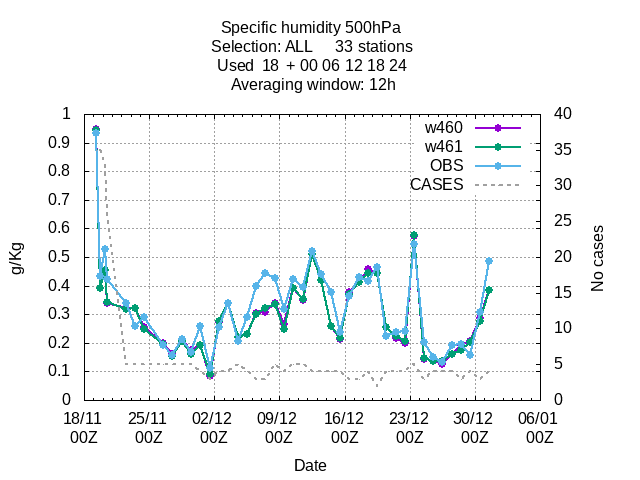 Specific humidity 500hPa
Selection: ALL 33 stations
Used 18 + 00 06 12 18 24
Averaging window: 12h
1
0.9
0.8
0.7
0.6
0.5
0.4
0.3
0.2
0.1
0
g/Kg
w460
w461
OBS
CASES
40
35
30
25
20
15
10
5
0
No cases
18/11 25/11 02/12 09/12 16/12 23/12 30/12 06/01
00Z 00Z 00Z 00Z 00Z 00Z 00Z 00Z
Date